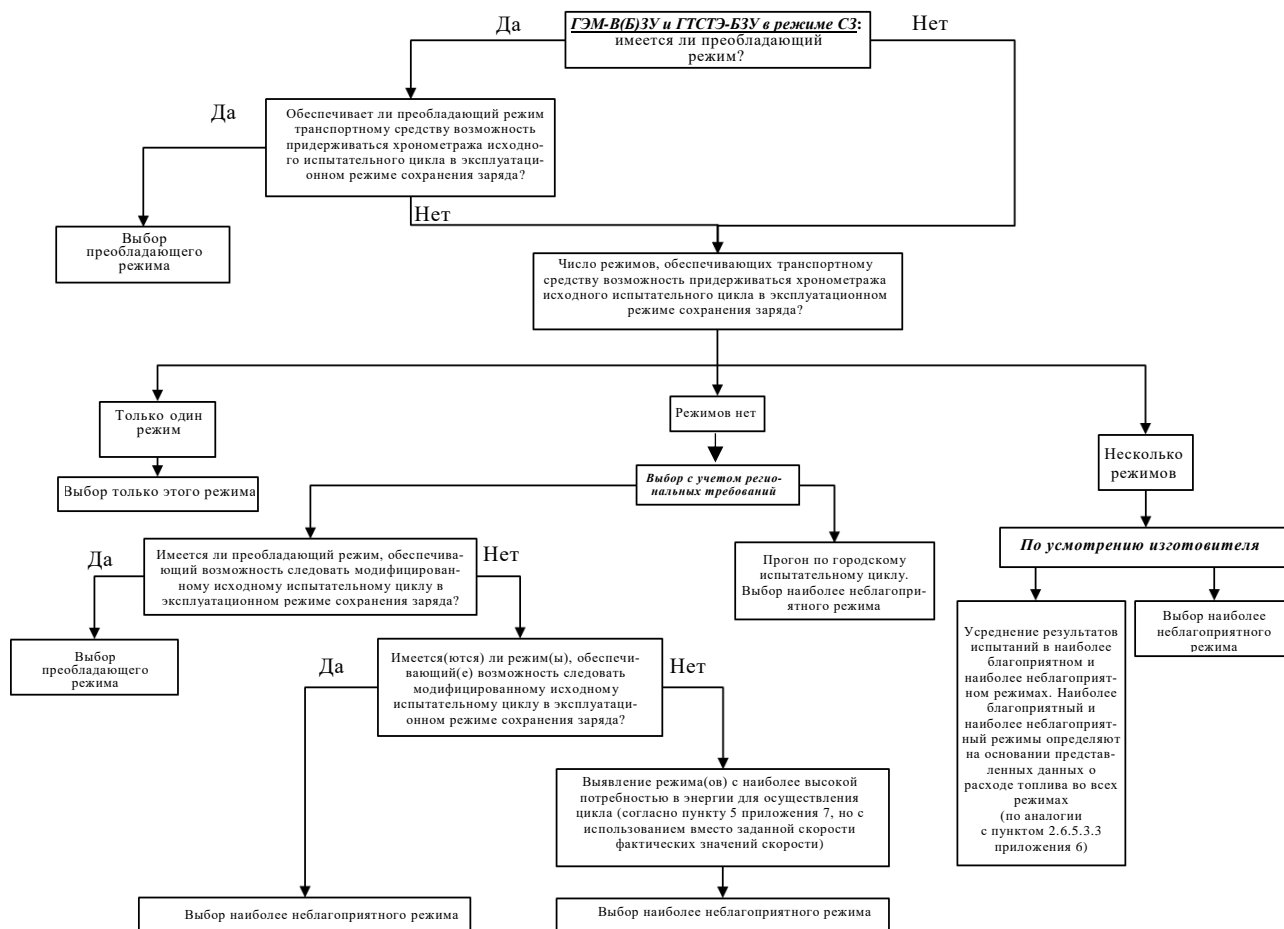 Да
ГЭМ-В(Б)ЗУ и ГТСТЭ-БЗУ в режиме СЗ:
имеется ли преобладающий
режим?
Нет
Да
Обеспечивает ли преобладающий режим
транспортному средству возможность
придерживаться хронометража исходно-
го испытательного цикла в эксплуатаци-
онном режиме сохранения заряда?
Нет
Выбор
преобладающего
режима
Число режимов, обеспечивающих транспортному
средству возможность придерживаться хронометража
исходного испытательного цикла в эксплуатационном
режиме сохранения заряда?
Только один
режим
Режимов нет
Несколько
режимов
Выбор только этого режима
Выбор с учетом регио-
нальных требований
По усмотрению изготовителя
Да
Имеется ли преобладающий режим, обеспечива-
ющий возможность следовать модифицирован-
ному исходному испытательному циклу в
эксплуатационном режиме сохранения заряда?
Нет
Прогон по городскому
испытательному циклу.
Выбор наиболее неблагопри-
ятного режима
Усреднение результатов
испытаний в наиболее
благоприятном и
наиболее неблагоприят-
ном режимах. Наиболее
благоприятный и
наиболее неблагоприят-
ный режимы определяют
на основании представ-
ленных данных о
расходе топлива во всех
режимах
(по аналогии
с пунктом 2.6.5.3.3
приложения 6)
Выбор наиболее
неблагоприятного
режима
Выбор
преобладающего
режима
Да
Имеется(ются) ли режим(ы), обеспечи-
вающий(е) возможность следовать
модифицированному исходному
испытательному циклу в эксплуатаци-
онном режиме сохранения заряда?
Нет
Выявление режима(ов) с наиболее высокой
потребностью в энергии для осуществления
цикла (согласно пункту 5 приложения 7, но с
использованием вместо заданной скорости
фактических значений скорости)
Выбор наиболее неблагоприятного режима
Выбор наиболее неблагоприятного режима